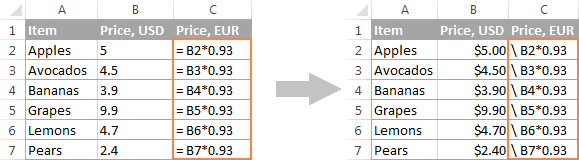 A B C A B C
1 Item Price, USD Price, EUR 1 Item Price, USD Price, EUR
2 Apples 5 = B2*0.93 2 Apples $5.00 \ B2*0.93
3 Avocados 4.5 = B3*0.93 3 Avocados $4.50 \ B3*0.93
4 Bananas 3.9 = B4*0.93 4 Bananas $3.90 \ B4*0.93
5 Grapes 9.9 = B5*0.93 5 Grapes $9.90 \ B5*0.93
6 Lemons 4.7 = B6*0.93 6 Lemons $4.70 \ B6*0.93
7 Pears 2.4 = B7*0.93 7 Pears $2.40 \ B7*0.93